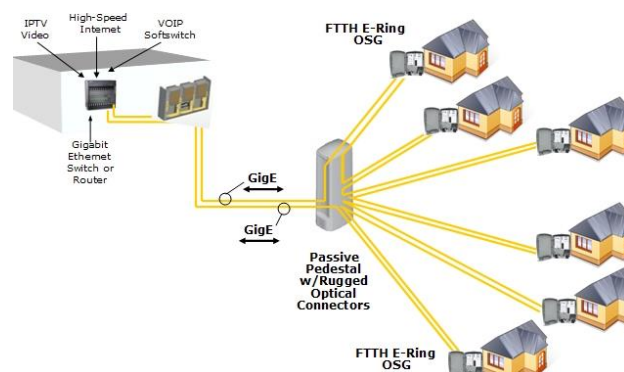 IPTV
Video
High-Speed
Internet
VOIP
Softswitch
Gigabit
Ethernet
Switch or
Router
GigE
GigE
Passive
Pedestal
w/Rugged
Optical
Connectors
FTTH E-Ring
OSG
FTTH E-Ring
OSG